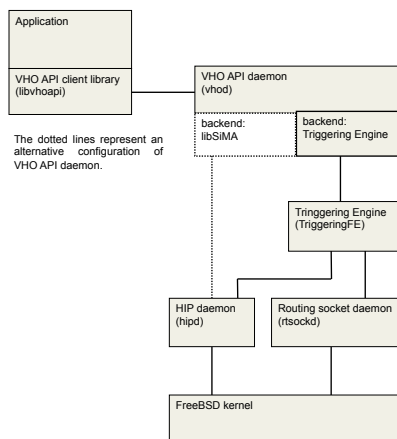 Application
VHO API client library
(libvhoapi)
VHO API daemon
(vhod)
backend:
libSiMA
backend:
Triggering Engine
The dotted lines represent an
alternative configuration of
VHO API daemon.
Tringgering Engine
(TriggeringFE)
HIP daemon
(hipd)
Routing socket daemon
(rtsockd)
FreeBSD kernel